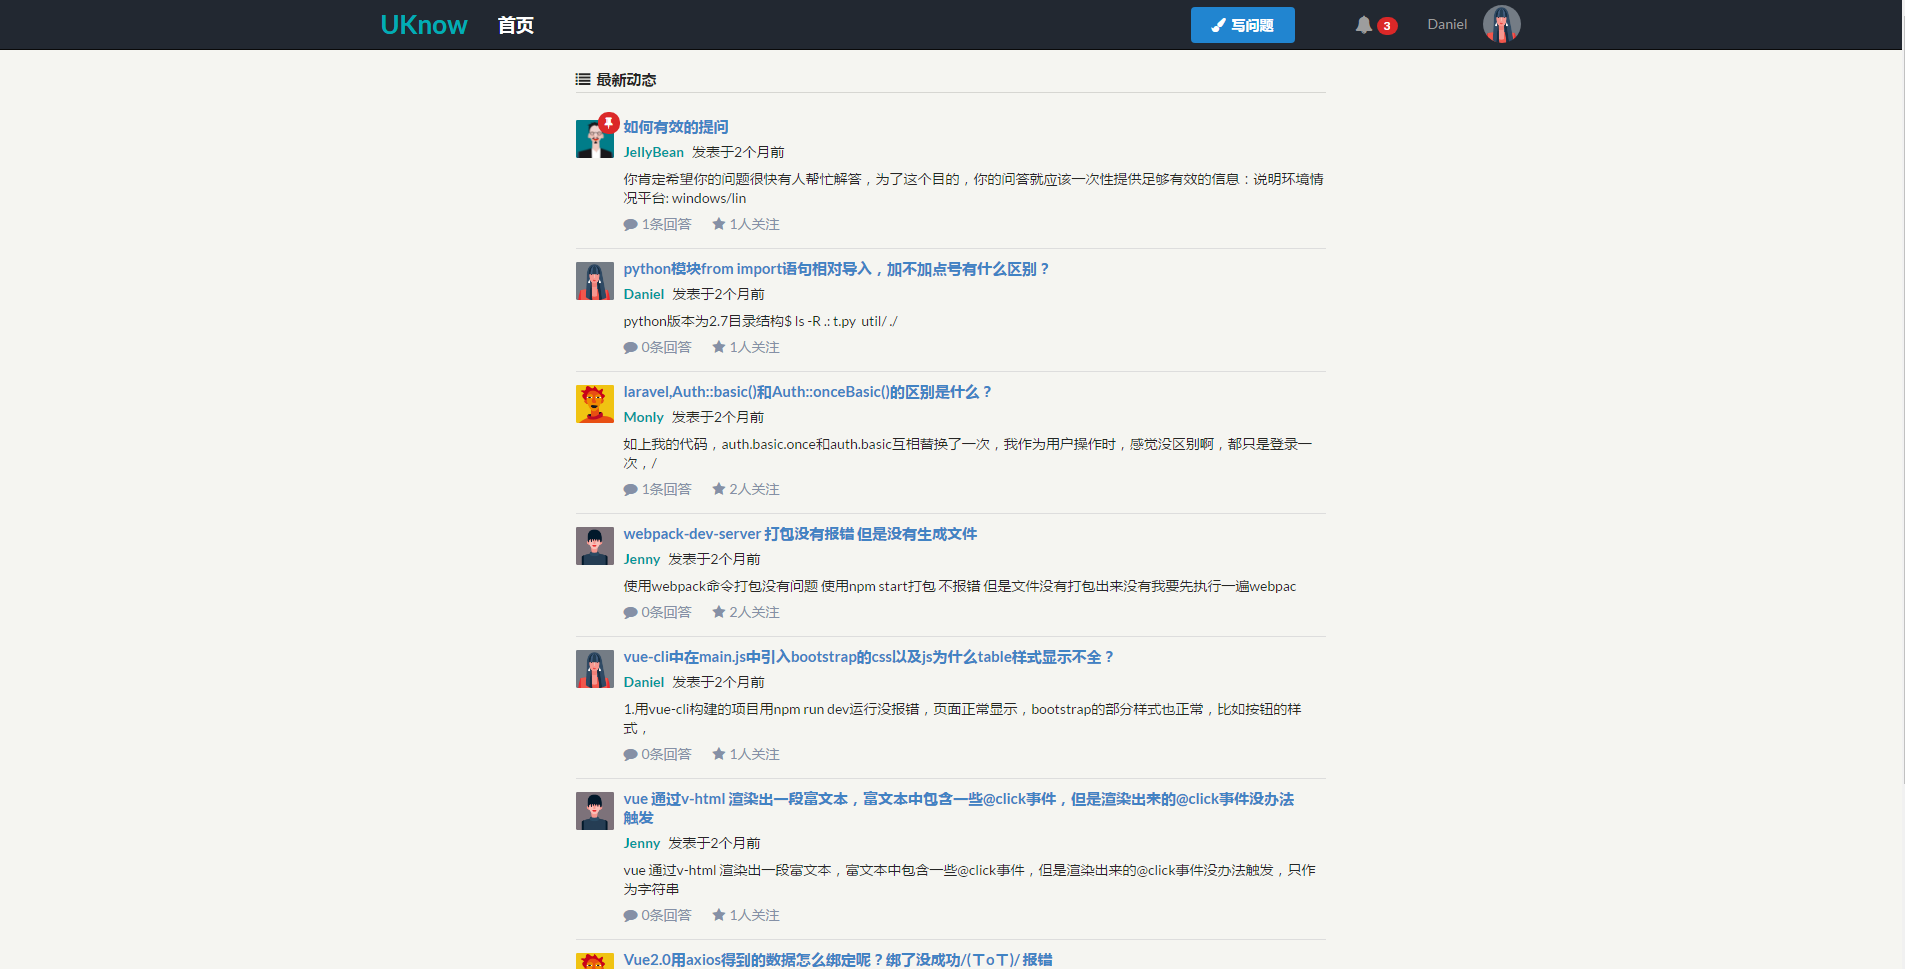 UKnow 首页 写问题 3 Daniel
最新动态
如何有效的提问
JellyBean 发表于2个月前
你肯定希望你的问题很快有人帮忙解答，为了这个目的，你的问答就应该一次性提供足够有效的信息：说明环境情
况平台: windows/lin
1条回答 1人关注
python模块from import语句相对导入，加不加点号有什么区别？
Daniel 发表于2个月前
python版本为2.7目录结构$ ls -R .: t.py util/ ./
0条回答 1人关注
laravel,Auth::basic()和Auth::onceBasic()的区别是什么？
Monly 发表于2个月前
如上我的代码，auth.basic.once和auth.basic互相替换了一次，我作为用户操作时，感觉没区别啊，都只是登录一
次，/
1条回答 2人关注
webpack-dev-server 打包没有报错 但是没有生成文件
Jenny 发表于2个月前
使用webpack命令打包没有问题 使用npm start打包 不报错 但是文件没有打包出来没有我要先执行一遍webpac
0条回答 2人关注
vue-cli中在main.js中引入bootstrap的css以及js为什么table样式显示不全？
Daniel 发表于2个月前
1.用vue-cli构建的项目用npm run dev运行没报错，页面正常显示，bootstrap的部分样式也正常，比如按钮的样
式，
0条回答 1人关注
vue 通过v-html 渲染出一段富文本，富文本中包含一些@click事件，但是渲染出来的@click事件没办法
触发
Jenny 发表于2个月前
vue 通过v-html 渲染出一段富文本，富文本中包含一些@click事件，但是渲染出来的@click事件没办法触发，只作
为字符串
0条回答 1人关注
Vue2.0用axios得到的数据怎么绑定呢？绑了没成功/(ㄒoㄒ)/ 报错